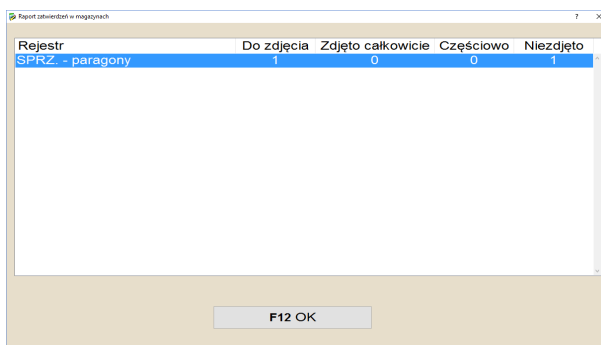 Raport zatwierdzeń w magazynach
Rejestr Do zdjęcia Zdjęto całkowicie Częściowo Niezdjęto
SPRZ. - paragony 1 0 0 1
F12 OK